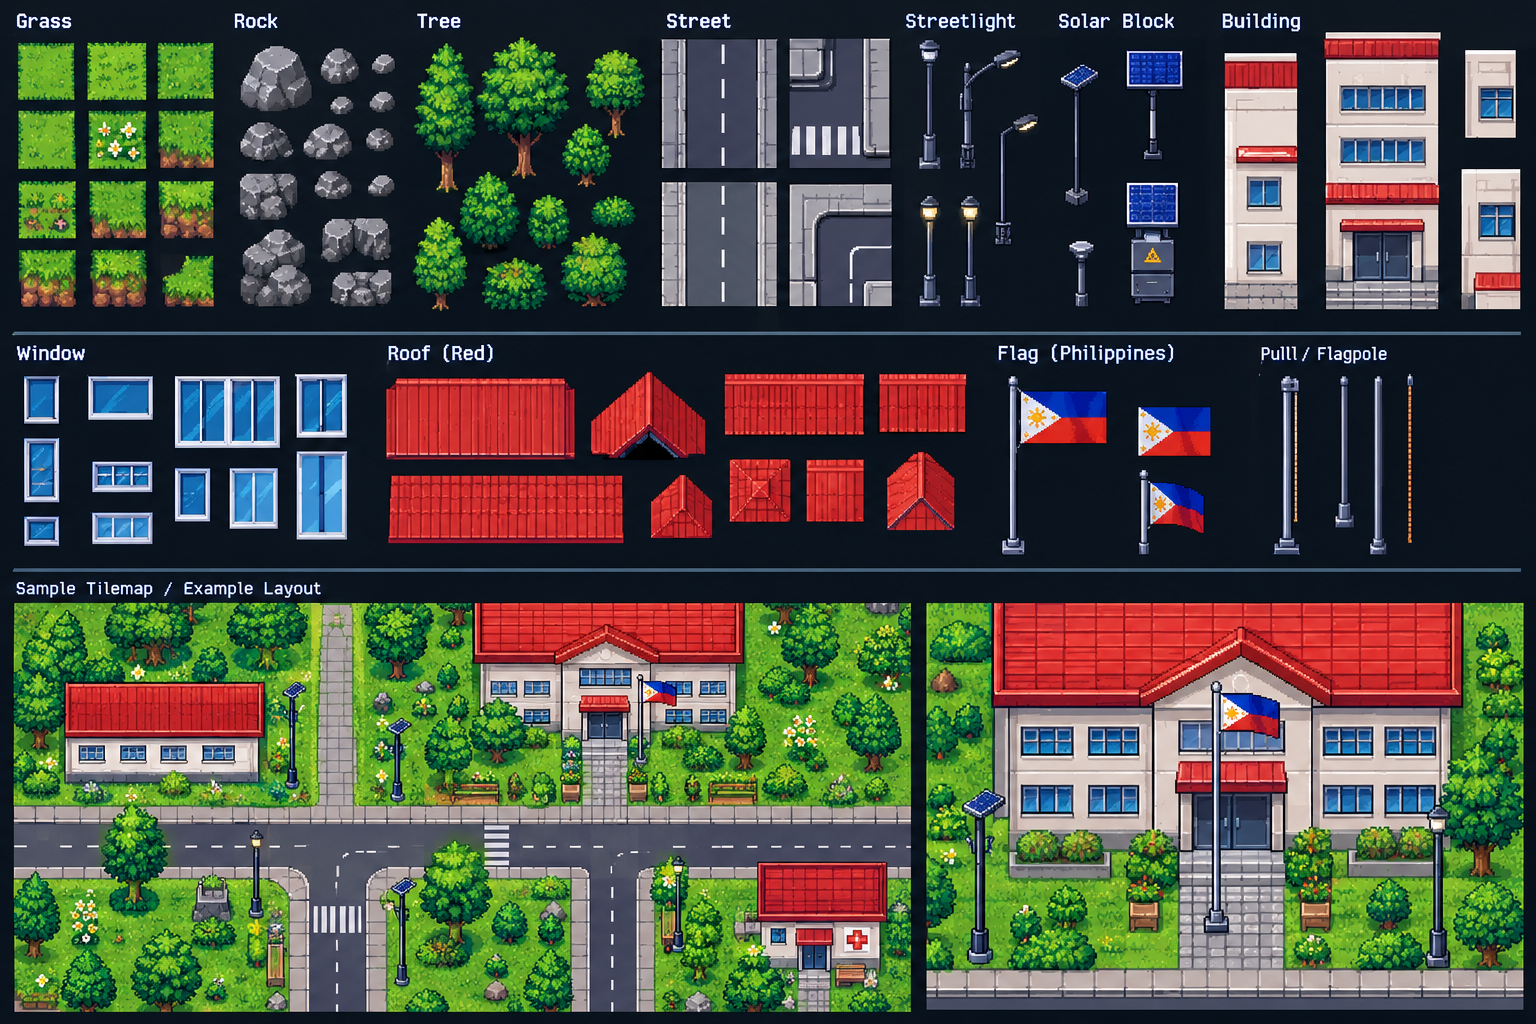 Grass
Rock
Tree
Street
Streetlight
Solar Block
Building
Window
Roof (Red)
Flag (Philippines)
Pulll / Flagpole
Sample Tilemap / Example Layout